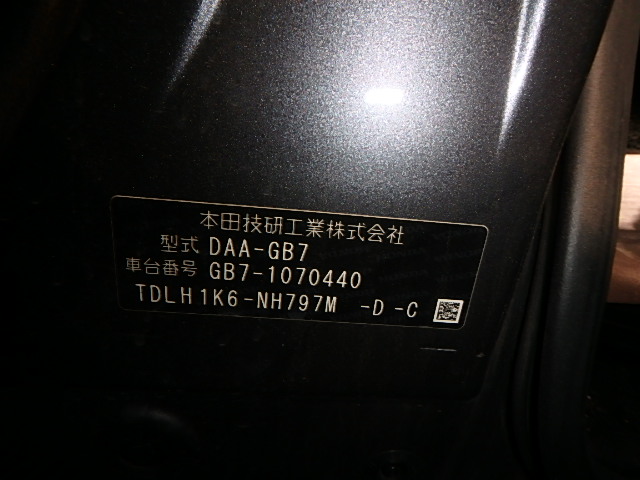 本田技研工業株式会社
型式 DAA-GB7
車台番号 GB7-1070440
TDLH1K6-NH797M -D -C